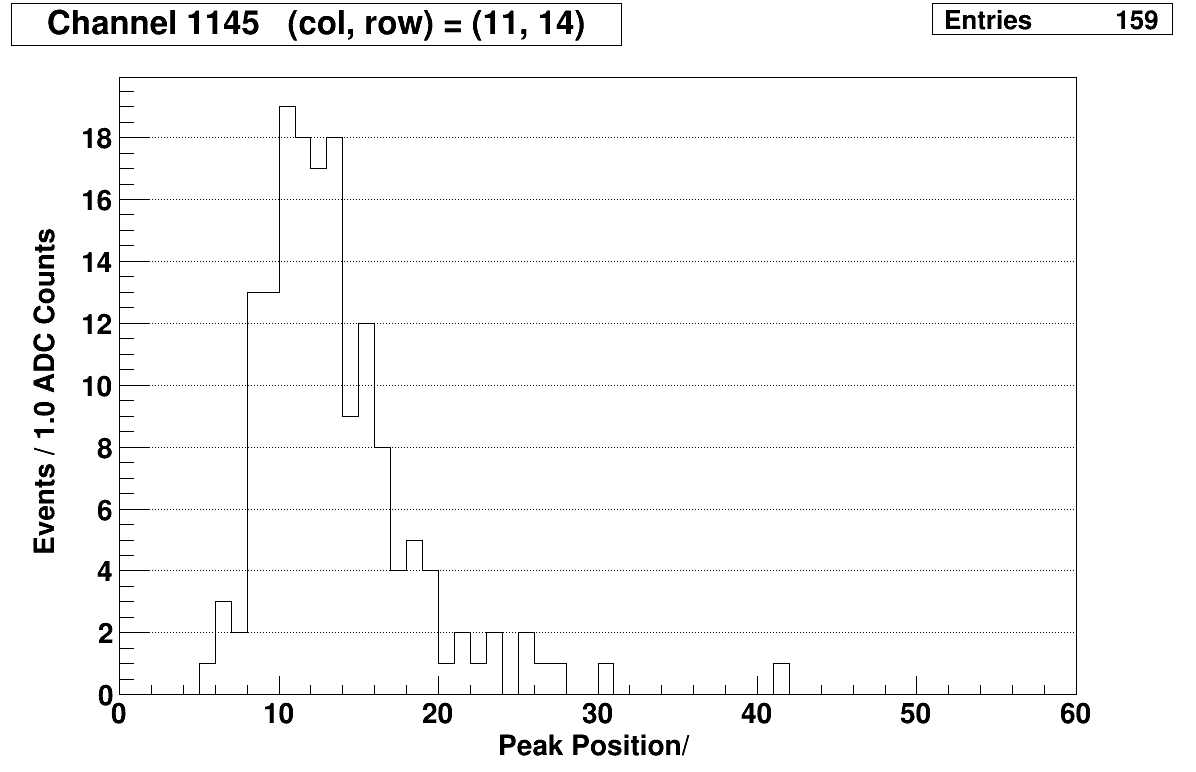 Channel 1145 (col, row) = (11, 14)
Entries 159
Events / 1.0 ADC Counts
18
16
14
12
10
8
6
4
2
0
0 10 20 30 40 50 60
Peak Position/